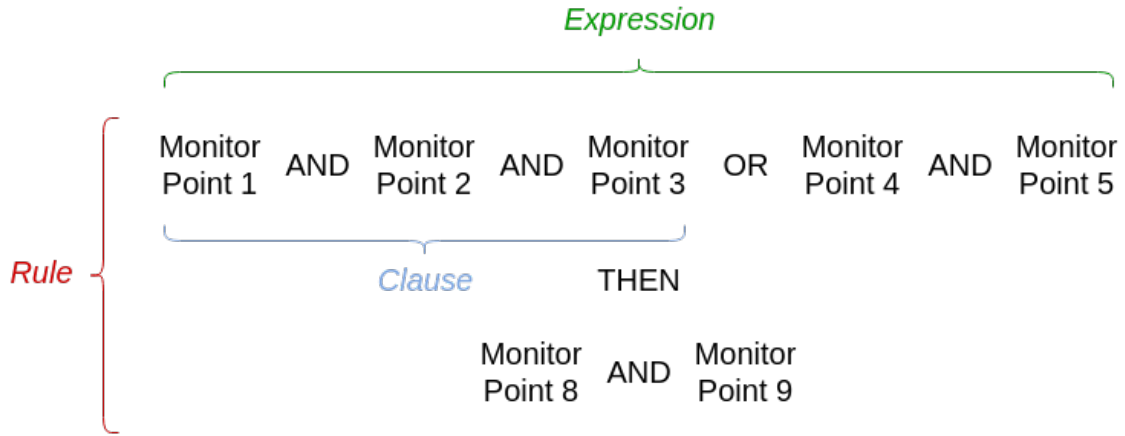 Expression
Monitor Point 1 AND Monitor Point 2 AND Monitor Point 3 OR Monitor Point 4 AND Monitor Point 5
Rule
Clause
THEN
Monitor Point 8 AND Monitor Point 9